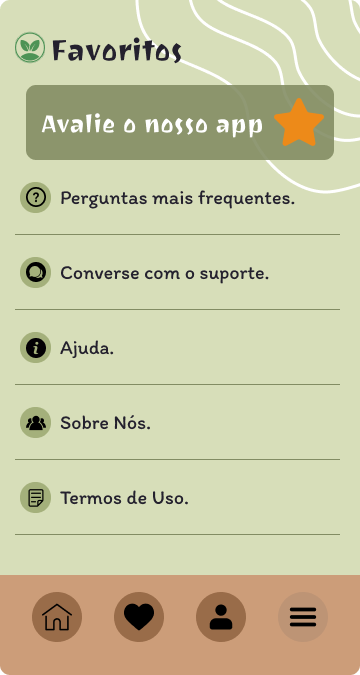 Favoritos
Avalie o nosso app
Perguntas mais frequentes.
Converse com o suporte.
Ajuda.
Sobre Nós.
Termos de Uso.